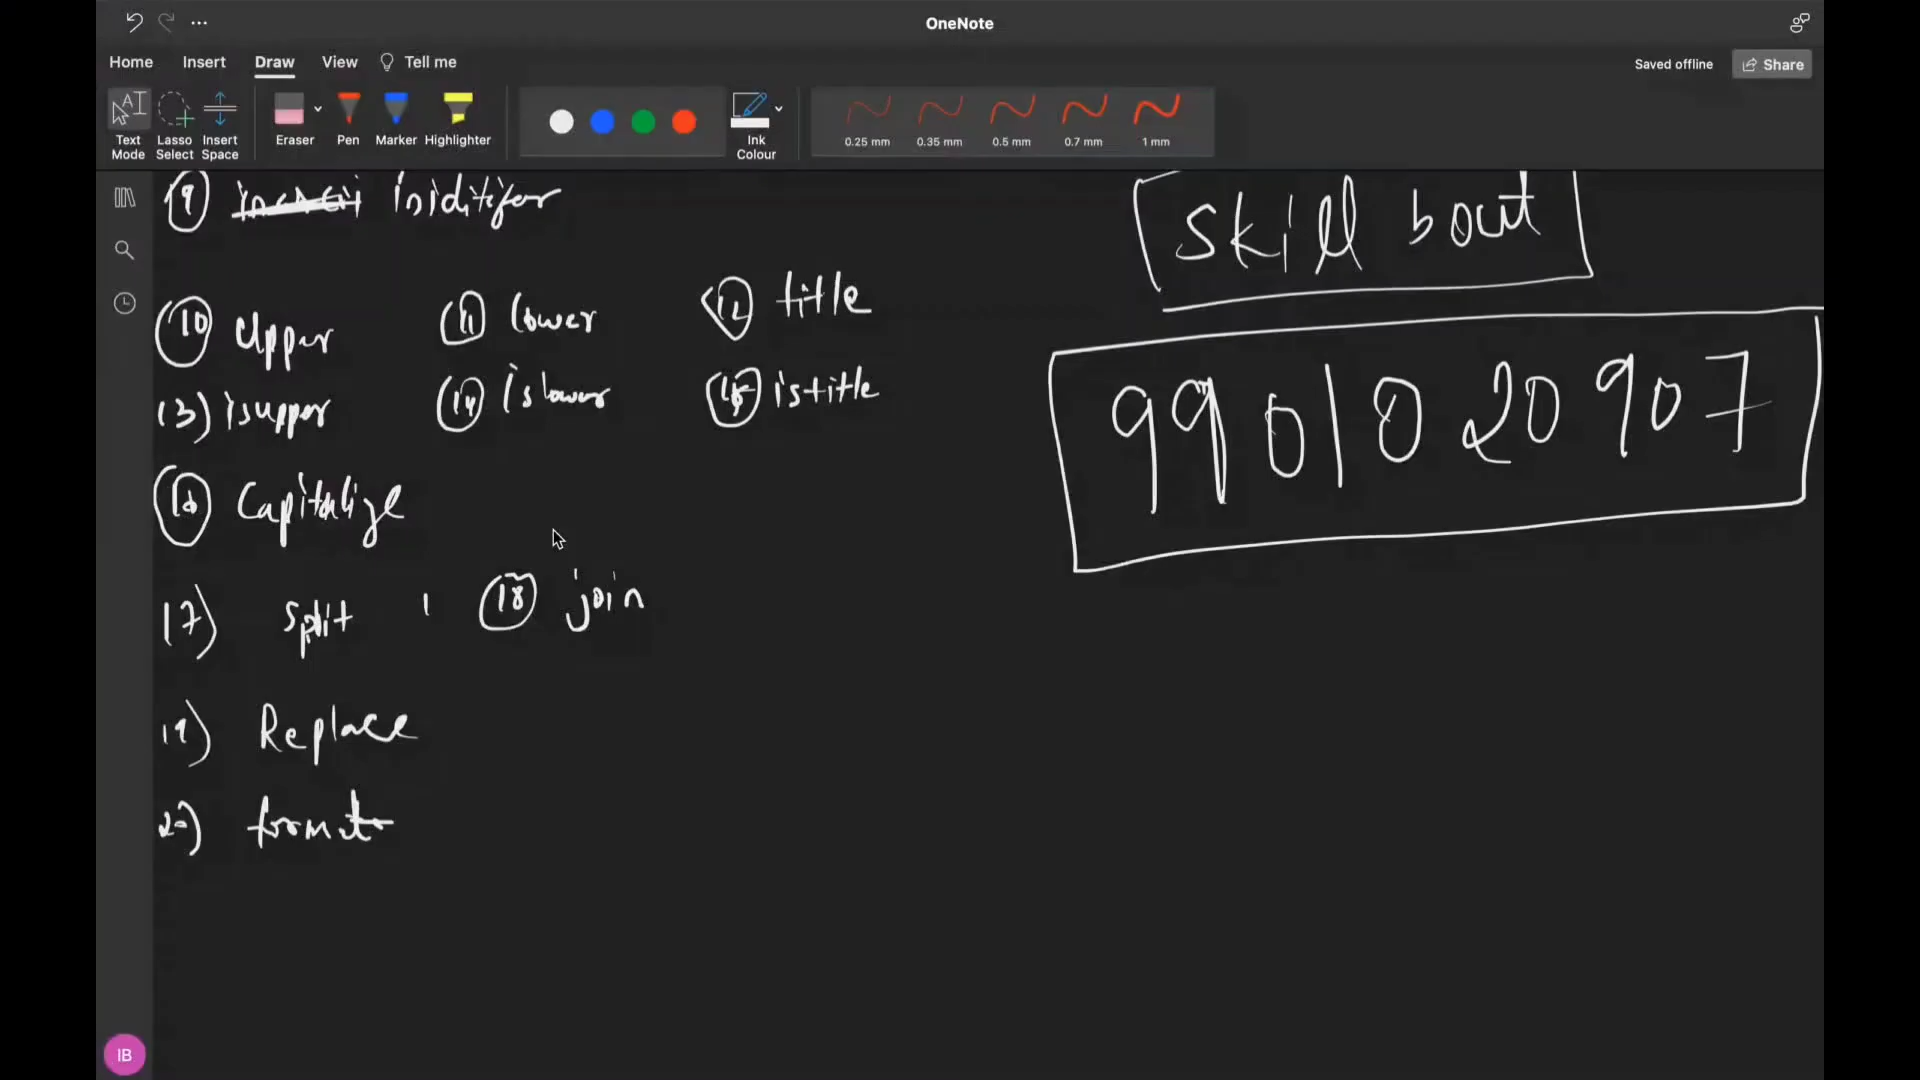 OneNote
Home Insert Draw View Tell me
Saved offline Share
Text Mode
Lasso Select
Insert Space
Eraser
Pen
Marker
Highlighter
Ink Colour
0.25 mm 0.35 mm 0.5 mm 0.7 mm 1 mm
9 isiditifer
skill bout
10 Upper 11 lower 12 title
13) isupper 14 islower 15 istitle
9901020907
16 Capitalize
17) split , 18 join
19) Replace
20) format
IB